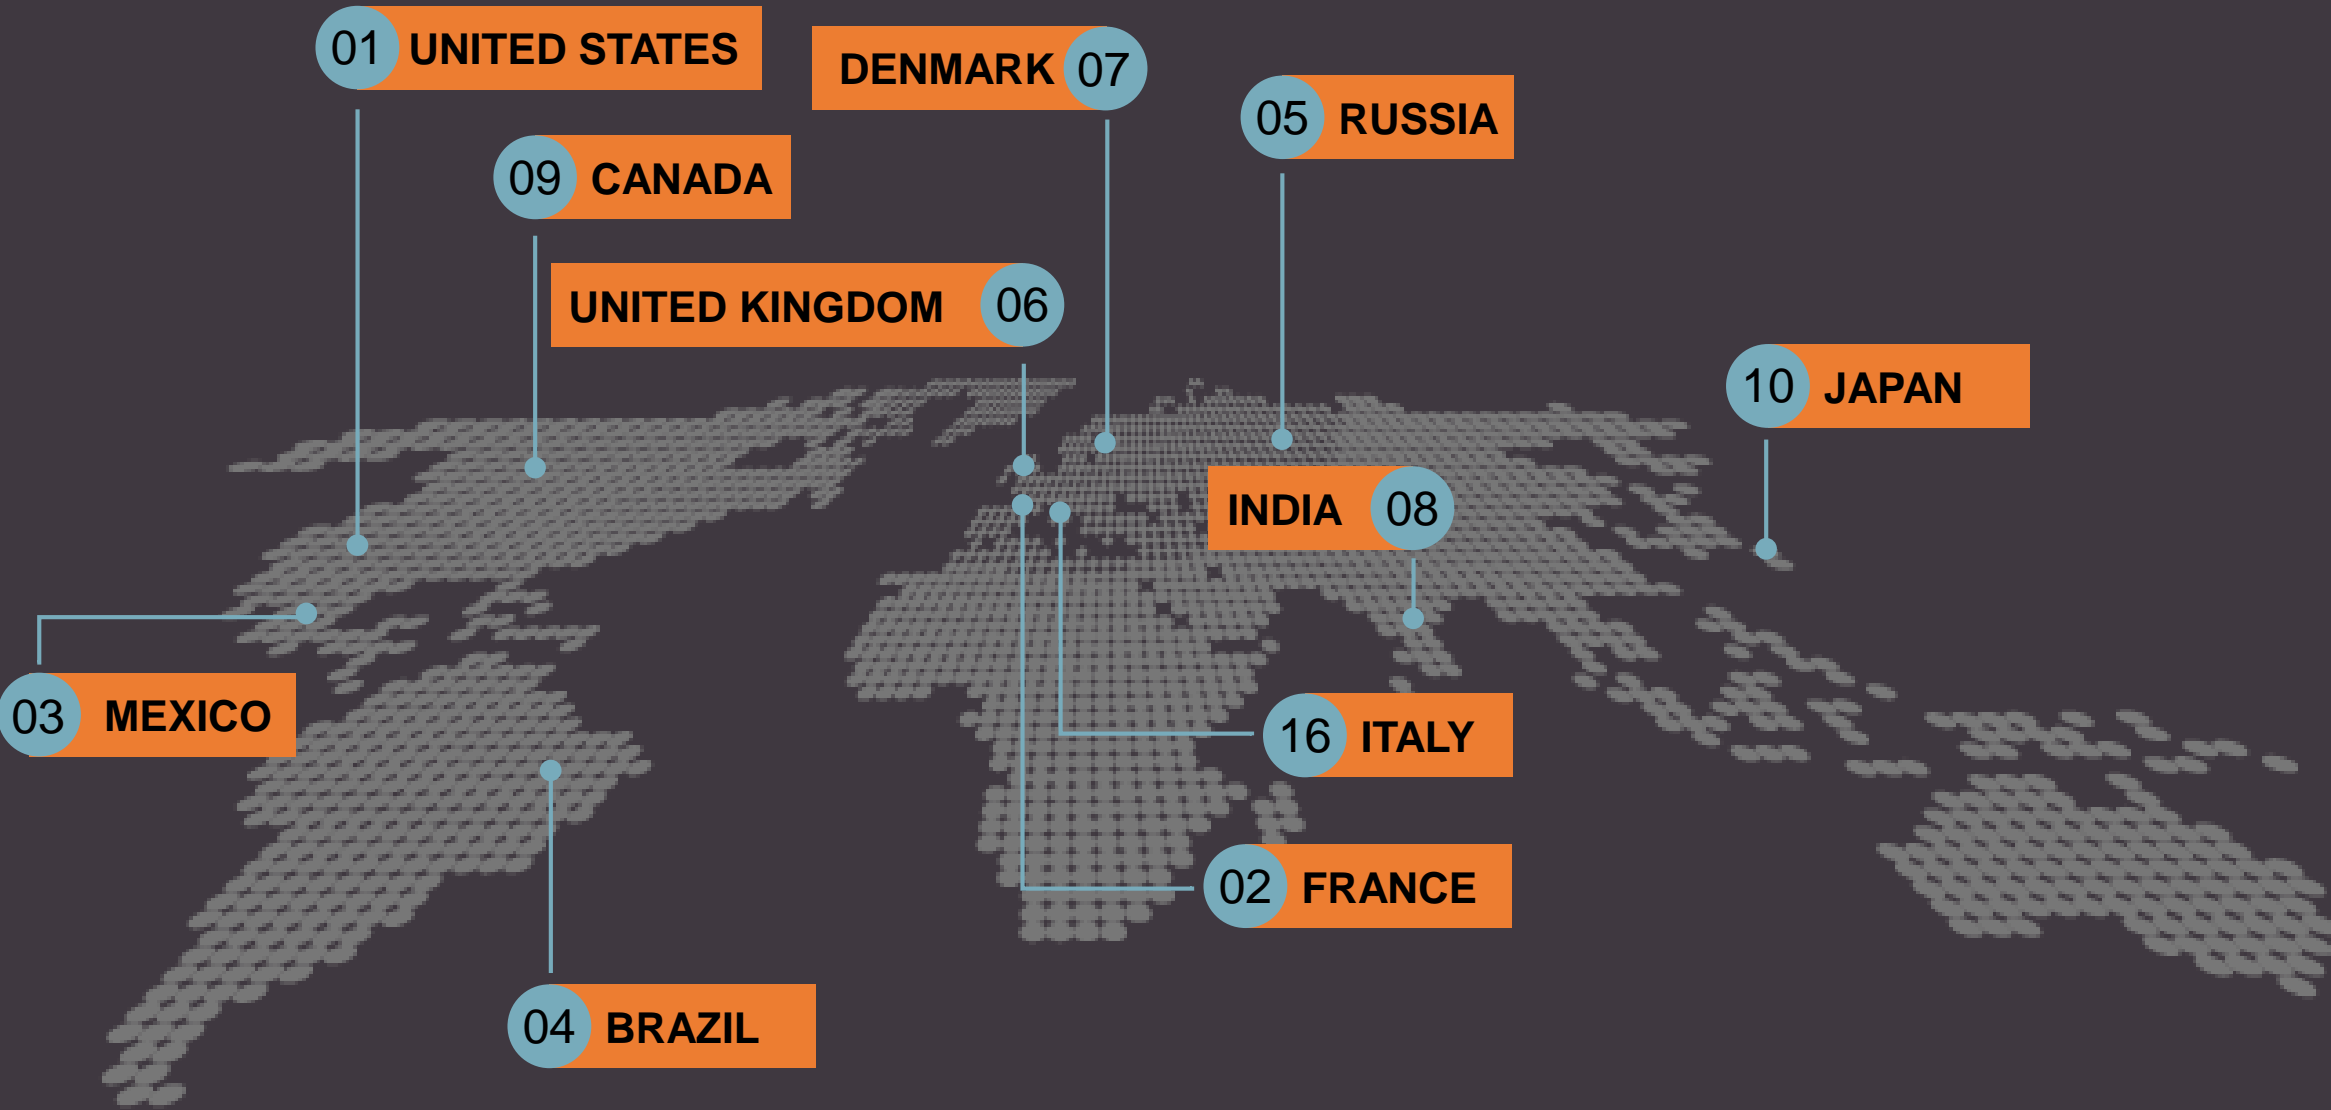 01 UNITED STATES
DENMARK 07
05 RUSSIA
09 CANADA
UNITED KINGDOM 06
10 JAPAN
INDIA 08
03 MEXICO
16 ITALY
02 FRANCE
04 BRAZIL